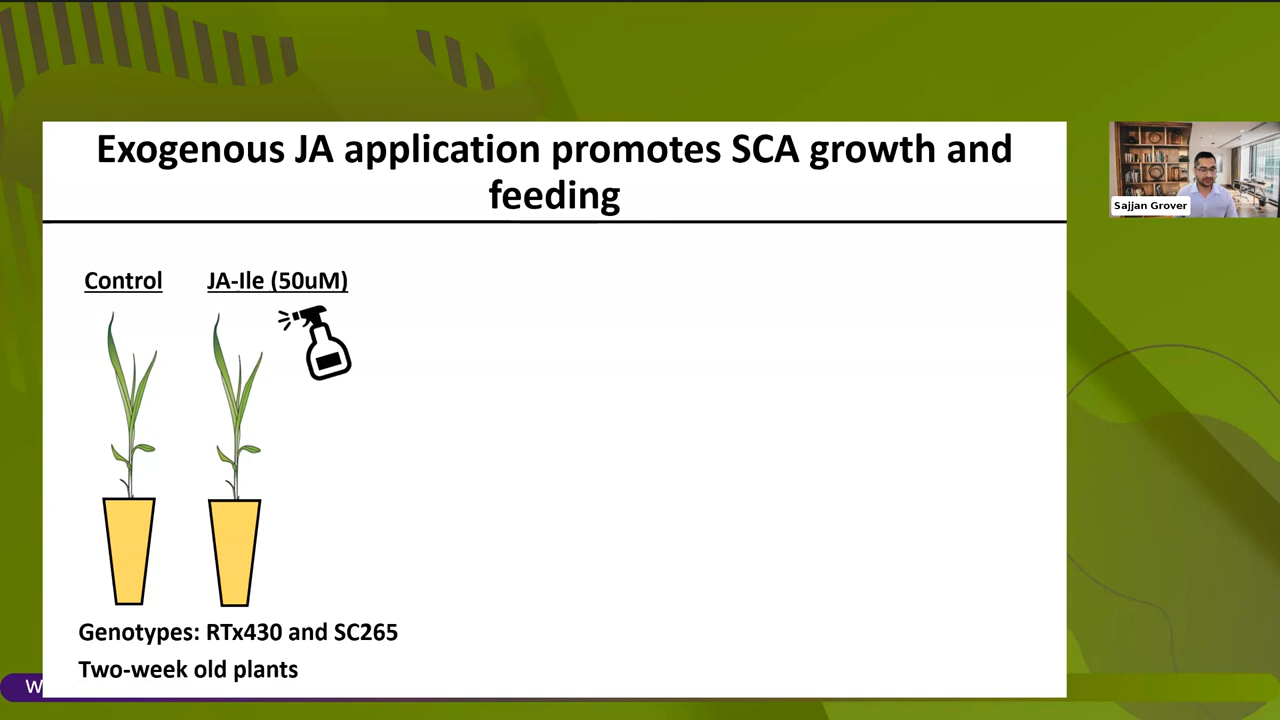 Exogenous JA application promotes SCA growth and
feeding
Sajjan Grover
Control JA-Ile (50uM)
Genotypes: RTx430 and SC265
Two-week old plants
W